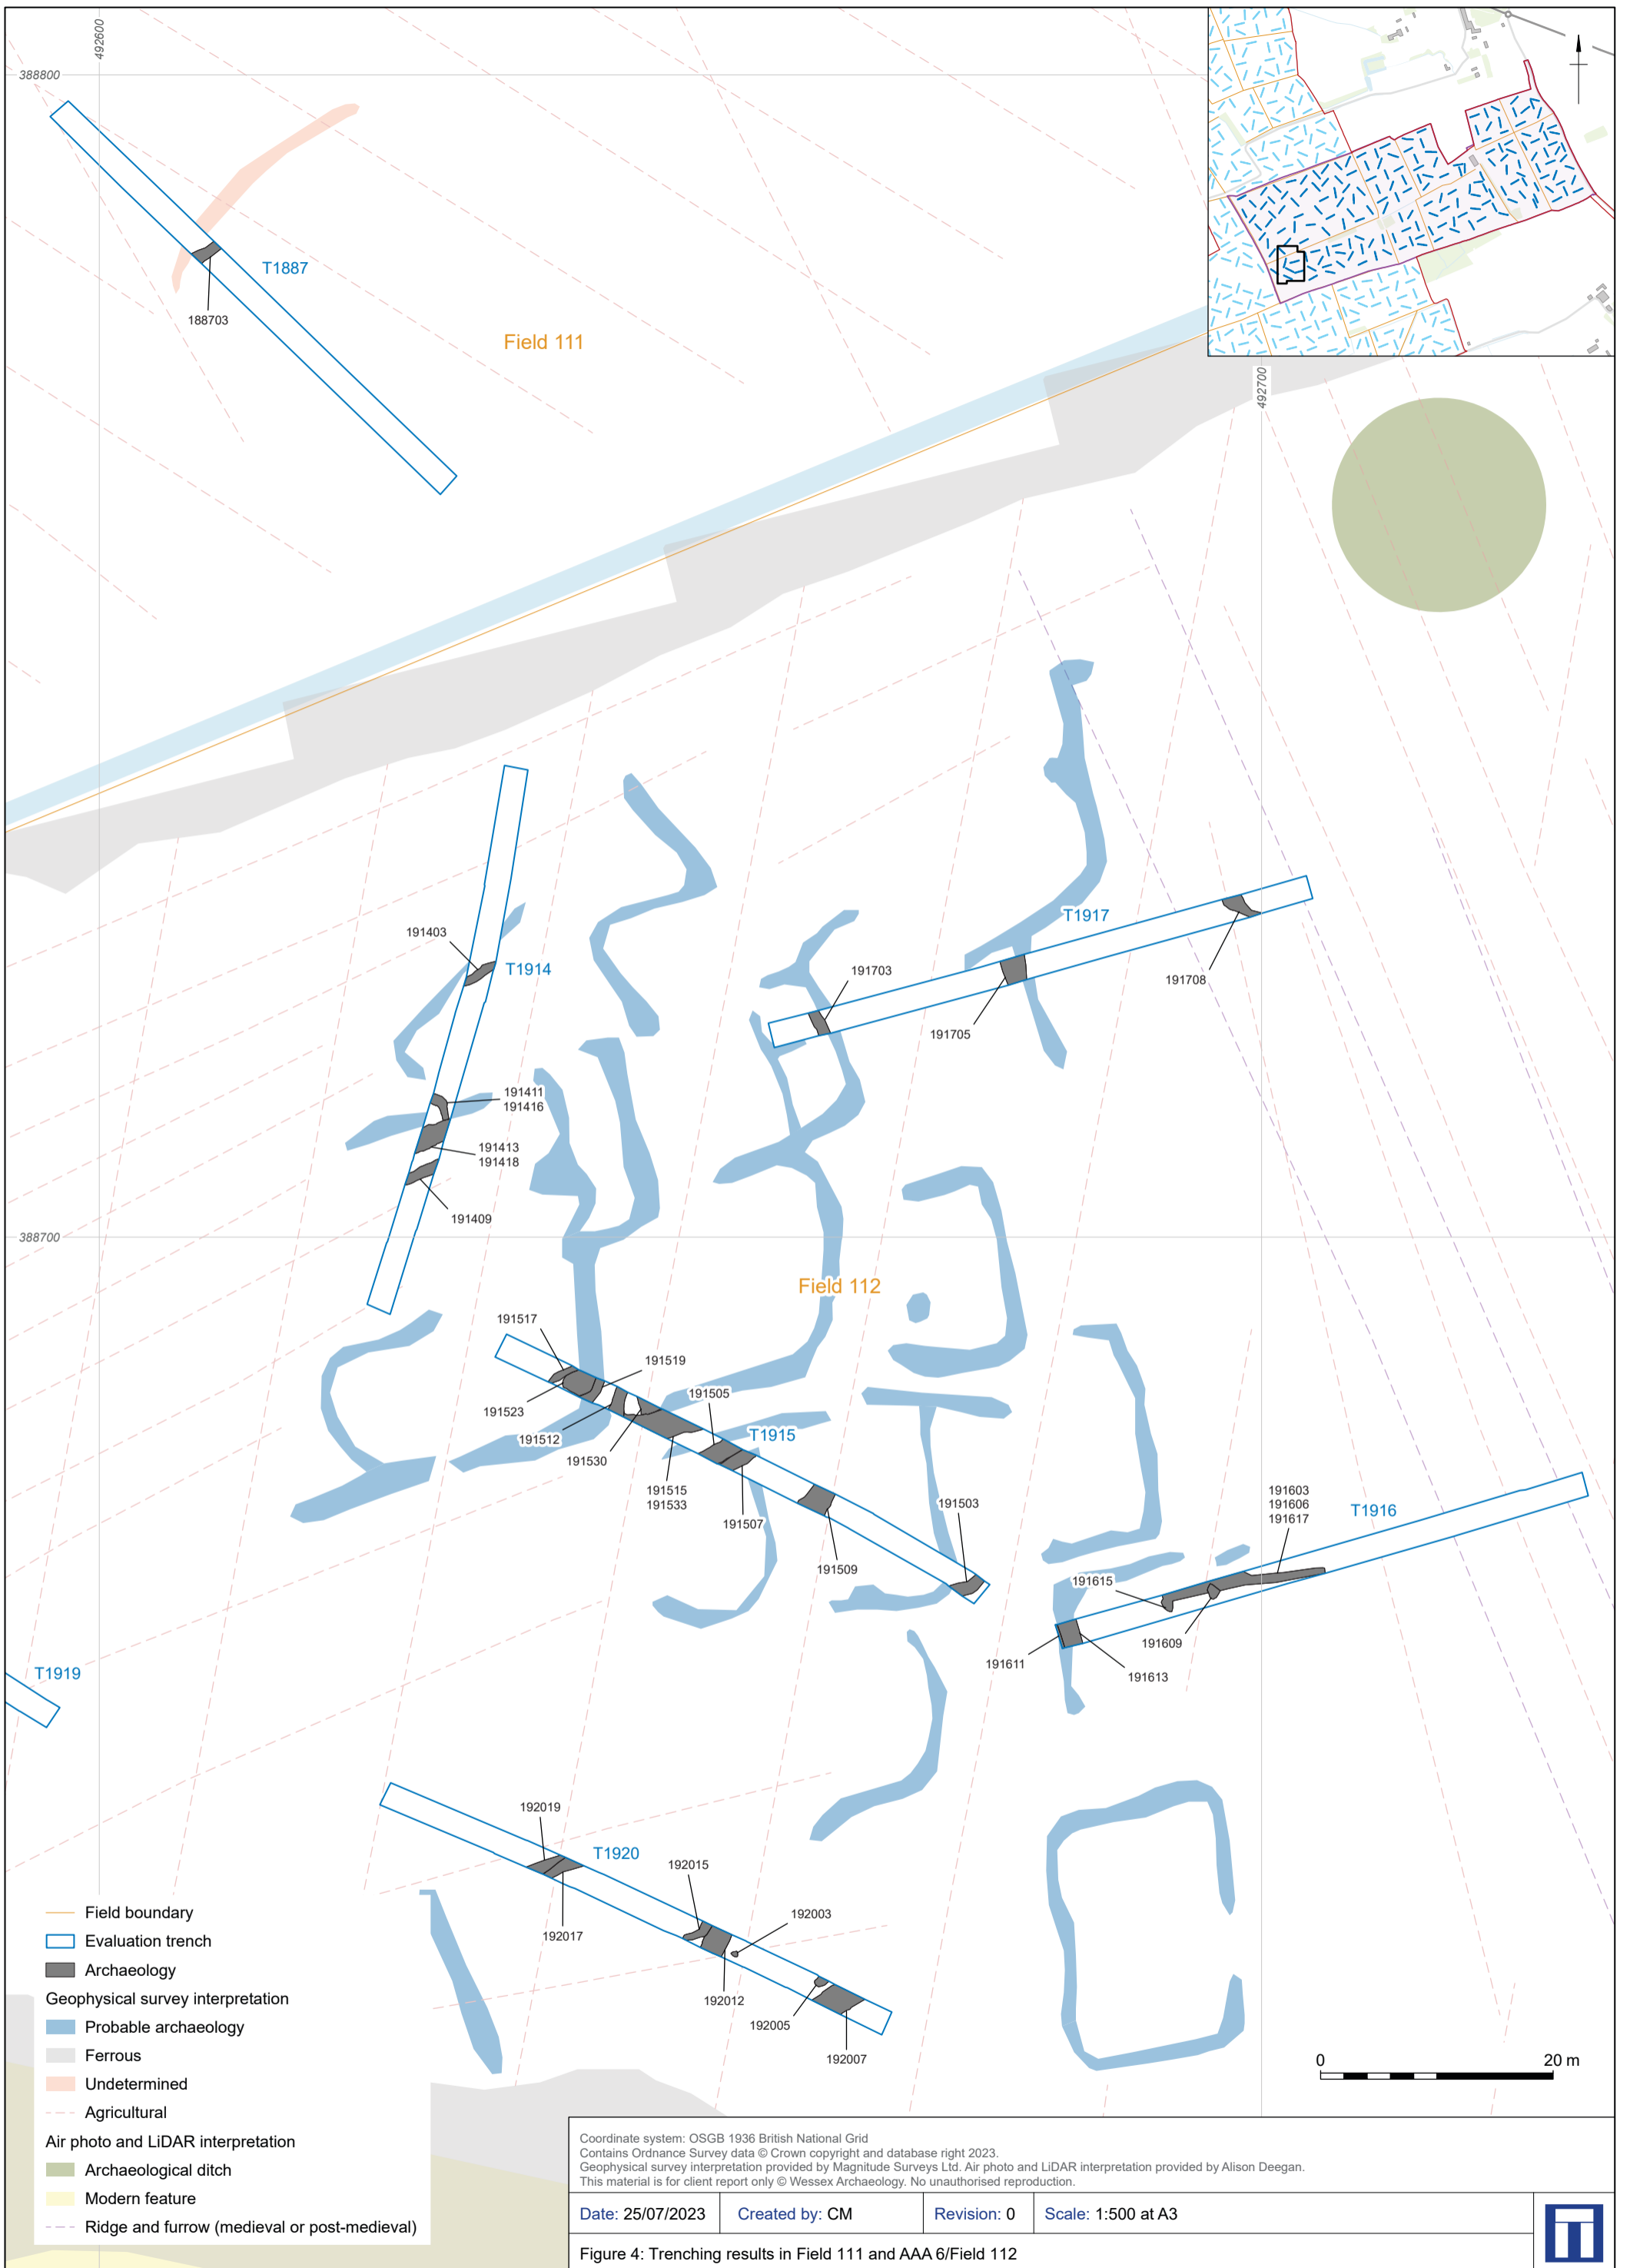 492600
388800
T1887
188703
Field 111
492700
191403
T1914
T1917
191703
191705
191708
191411
191416
191413
191418
191409
388700
Field 112
191517
191519
191523
191505
191512
T1915
191530
191515
191533
191507
191503
191509
191603
191606
191617
T1916
191615
191609
191611
191613
T1919
192019
T1920
192015
192003
192017
192012
192005
192007
Field boundary
Evaluation trench
Archaeology
Geophysical survey interpretation
Probable archaeology
Ferrous
Undetermined
Agricultural
Air photo and LiDAR interpretation
Archaeological ditch
Modern feature
Ridge and furrow (medieval or post-medieval)
0 20 m
Coordinate system: OSGB 1936 British National Grid
Contains Ordnance Survey data © Crown copyright and database right 2023.
Geophysical survey interpretation provided by Magnitude Surveys Ltd. Air photo and LiDAR interpretation provided by Alison Deegan.
This material is for client report only © Wessex Archaeology. No unauthorised reproduction.
Date: 25/07/2023 Created by: CM Revision: 0 Scale: 1:500 at A3
Figure 4: Trenching results in Field 111 and AAA 6/Field 112